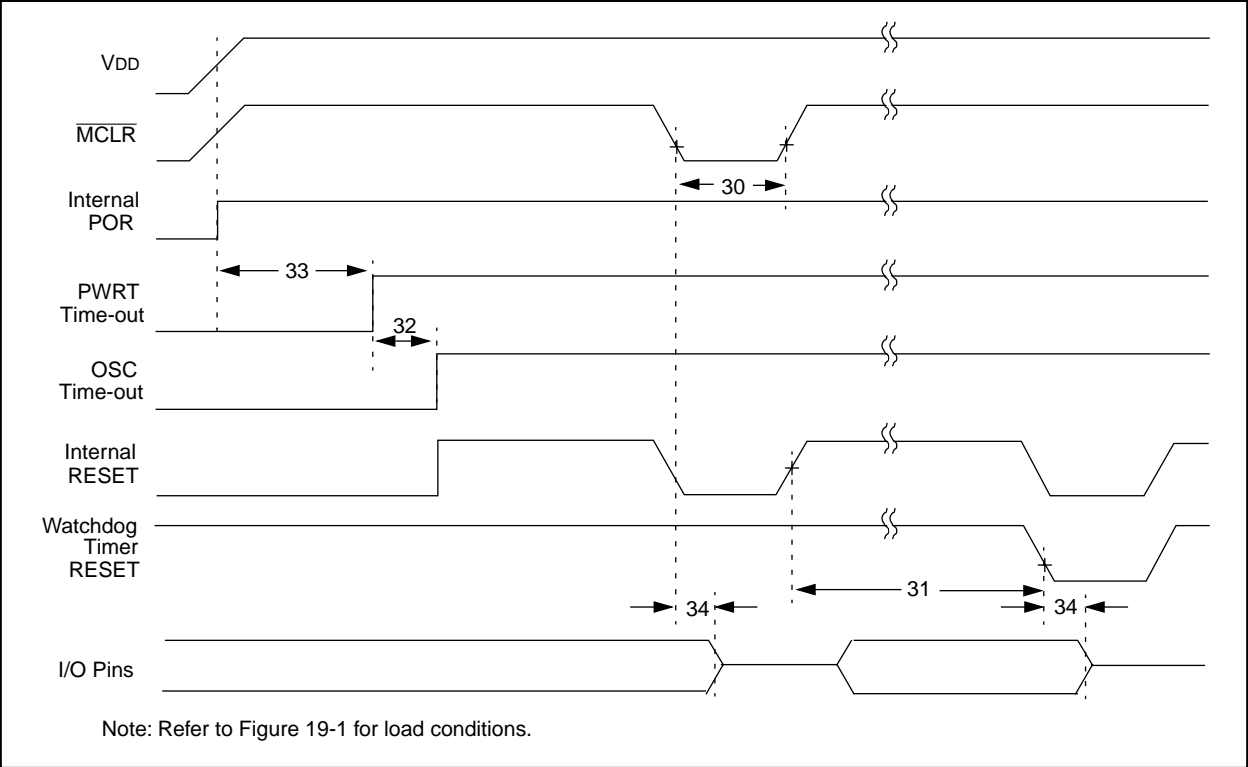 VDD
MCLR
30
Internal
POR
33
PWRT
Time-out
32
OSC
Time-out
Internal
RESET
Watchdog
Timer
RESET
31
34
34
I/O Pins
Note: Refer to Figure 19-1 for load conditions.